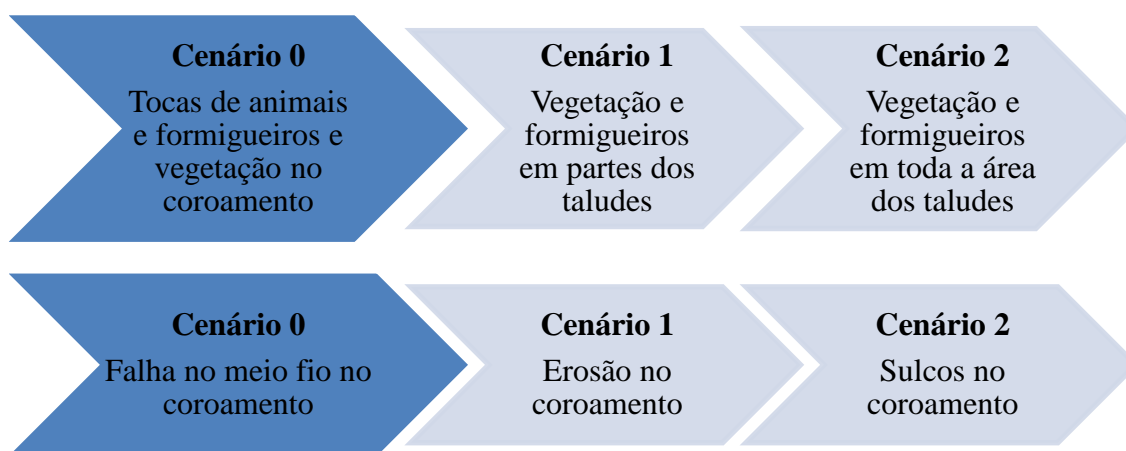 Cenário 0
Tocas de animais
e formigueiros e
vegetação no
coroamento
Cenário 1
Vegetação e
formigueiros
em partes dos
taludes
Cenário 2
Vegetação e
formigueiros
em toda a área
dos taludes
Cenário 0
Falha no meio fio no
coroamento
Cenário 1
Erosão no
coroamento
Cenário 2
Sulcos no
coroamento